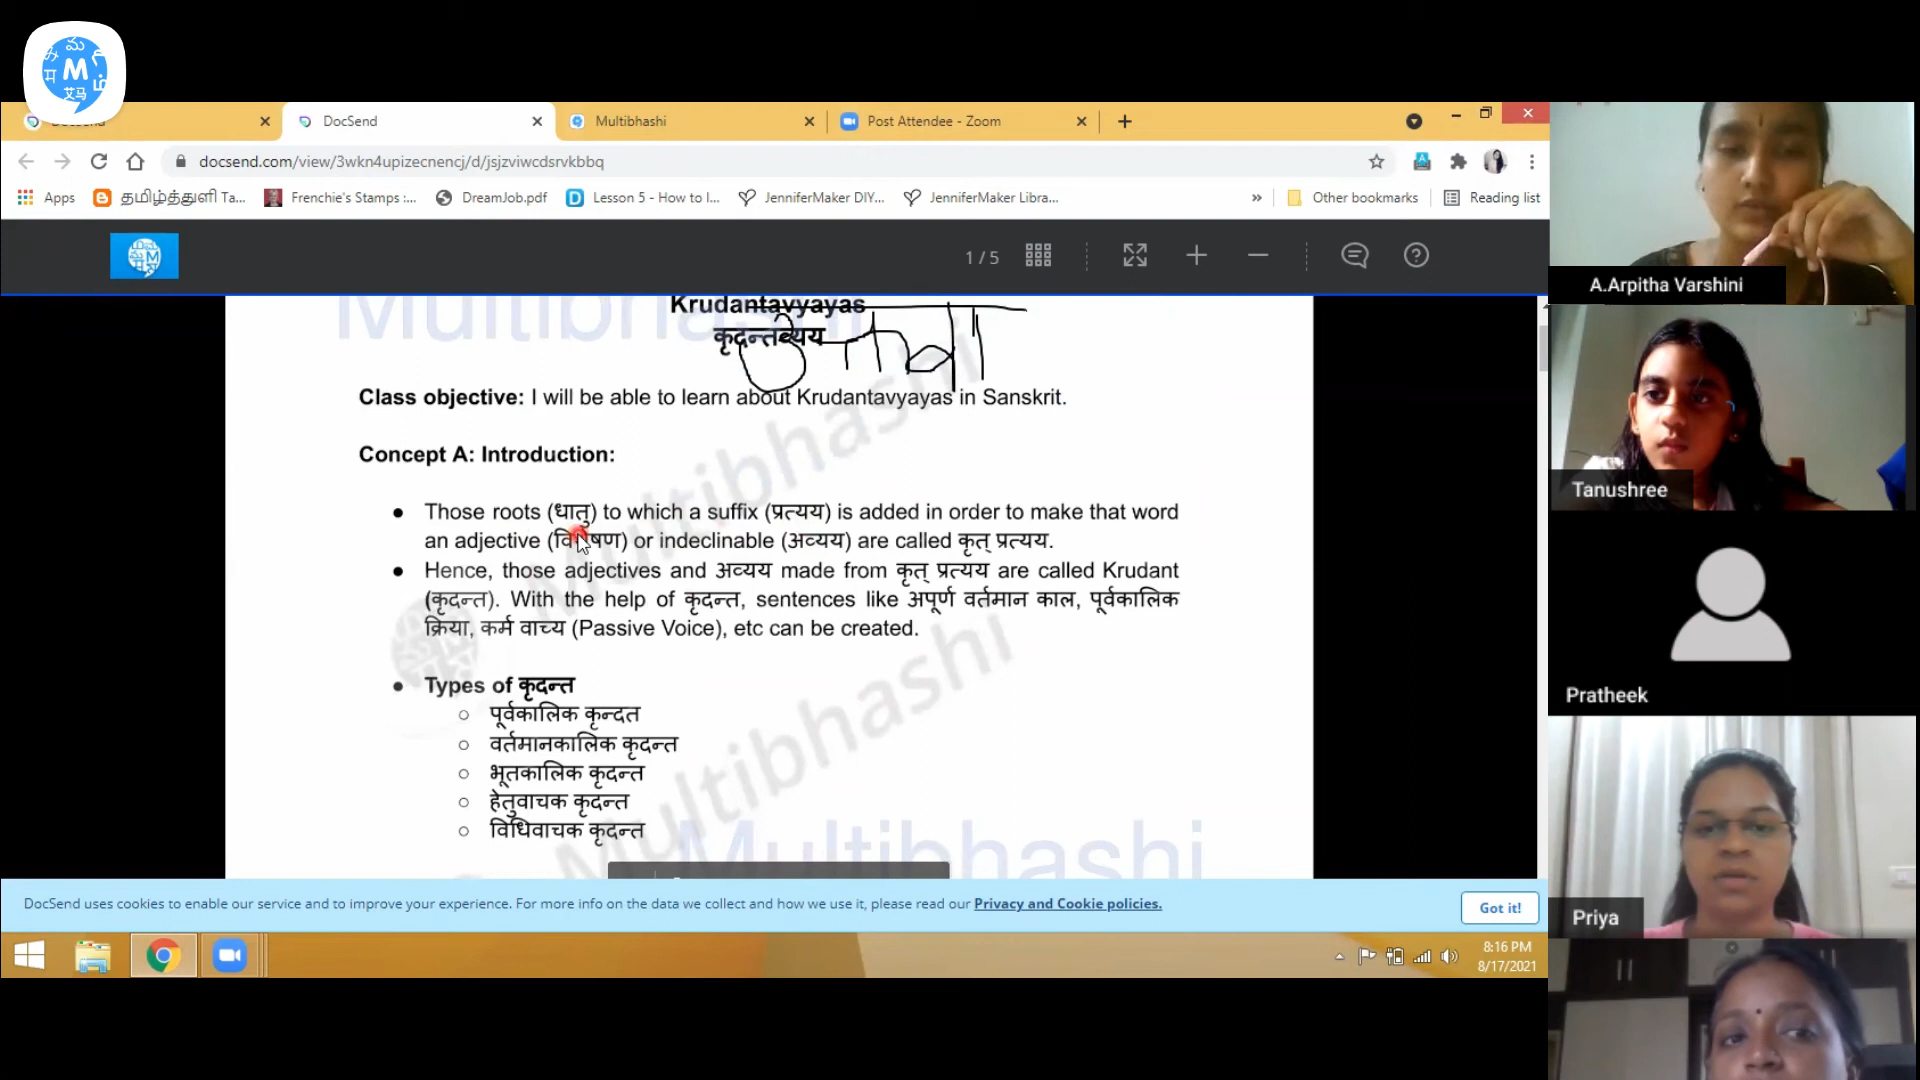 DocSend
DocSend
Multibhashi
Post Attendee - Zoom
docsend.com/view/3wkn4upizecnencj/d/jsjzviwcdsrvkbbq
Apps
தமிழ்த்துளி Ta...
Frenchie's Stamps :...
DreamJob.pdf
Lesson 5 - How to I...
JenniferMaker DIY...
JenniferMaker Libra...
»
Other bookmarks
Reading list
1 / 5
Multibhashi
Krudantavyayas
कृदन्तव्येय
Class objective: I will be able to learn about Krudantavyayas in Sanskrit.
Concept A: Introduction:
● Those roots (धातु) to which a suffix (प्रत्यय) is added in order to make that word
an adjective (विशेषण) or indeclinable (अव्यय) are called कृत् प्रत्यय.
● Hence, those adjectives and अव्यय made from कृत् प्रत्यय are called Krudant
(कृदन्त). With the help of कृदन्त, sentences like अपूर्ण वर्तमान काल, पूर्वकालिक
क्रिया, कर्म वाच्य (Passive Voice), etc can be created.
● Types of कृदन्त
○ पूर्वकालिक कृन्दत
○ वर्तमानकालिक कृदन्त
○ भूतकालिक कृदन्त
○ हेतुवाचक कृदन्त
○ विधिवाचक कृदन्त
Multibhashi
Multibhashi
Multibhashi
DocSend uses cookies to enable our service and to improve your experience. For more info on the data we collect and how we use it, please read our Privacy and Cookie policies.
Got it!
8:16 PM
8/17/2021
A.Arpitha Varshini
Tanushree
Pratheek
Priya